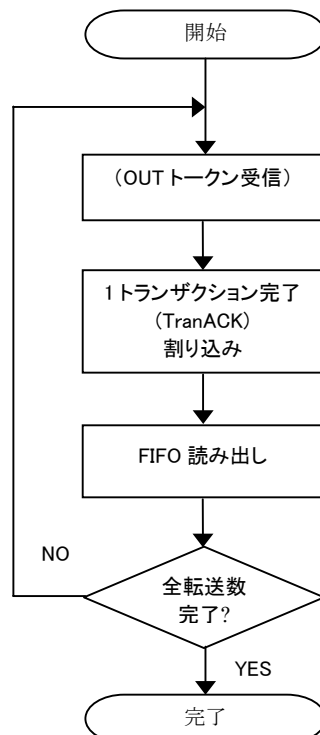 開始
(OUT トークン受信)
1 トランザクション完了
(TranACK)
割り込み
FIFO 読み出し
全転送数
完了?
NO
YES
完了